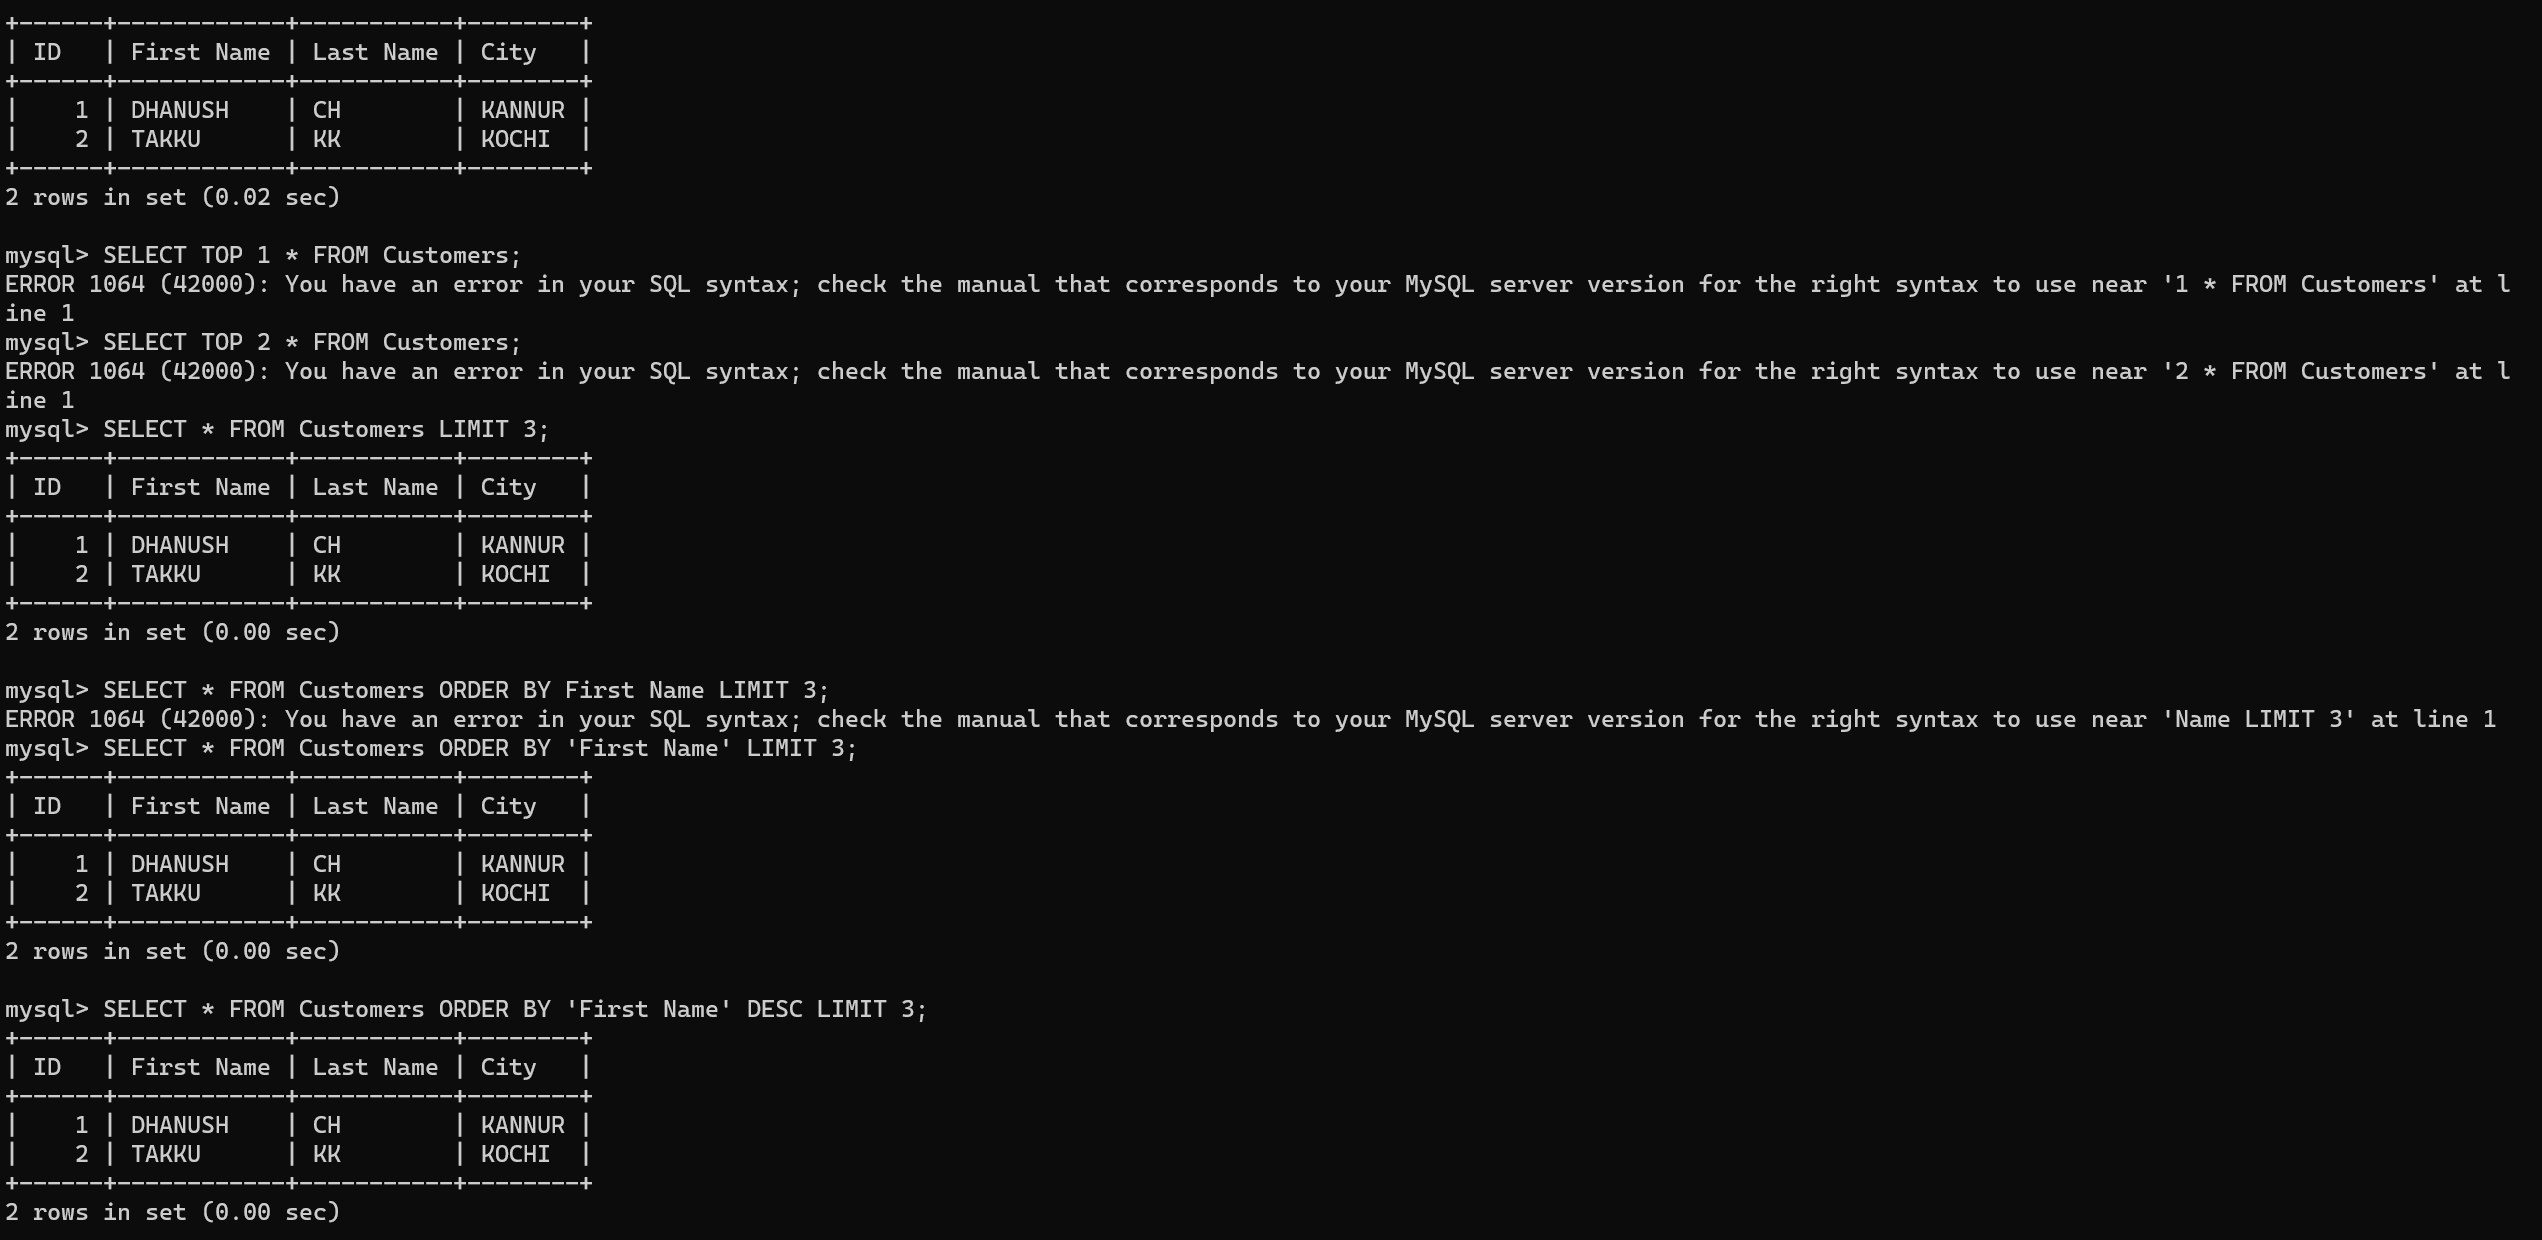 +------+------------+-----------+--------+
| ID   | First Name | Last Name | City   |
+------+------------+-----------+--------+
|    1 | DHANUSH    | CH        | KANNUR |
|    2 | TAKKU      | KK        | KOCHI  |
+------+------------+-----------+--------+
2 rows in set (0.02 sec)

mysql> SELECT TOP 1 * FROM Customers;
ERROR 1064 (42000): You have an error in your SQL syntax; check the manual that corresponds to your MySQL server version for the right syntax to use near '1 * FROM Customers' at l
ine 1
mysql> SELECT TOP 2 * FROM Customers;
ERROR 1064 (42000): You have an error in your SQL syntax; check the manual that corresponds to your MySQL server version for the right syntax to use near '2 * FROM Customers' at l
ine 1
mysql> SELECT * FROM Customers LIMIT 3;
+------+------------+-----------+--------+
| ID   | First Name | Last Name | City   |
+------+------------+-----------+--------+
|    1 | DHANUSH    | CH        | KANNUR |
|    2 | TAKKU      | KK        | KOCHI  |
+------+------------+-----------+--------+
2 rows in set (0.00 sec)

mysql> SELECT * FROM Customers ORDER BY First Name LIMIT 3;
ERROR 1064 (42000): You have an error in your SQL syntax; check the manual that corresponds to your MySQL server version for the right syntax to use near 'Name LIMIT 3' at line 1
mysql> SELECT * FROM Customers ORDER BY 'First Name' LIMIT 3;
+------+------------+-----------+--------+
| ID   | First Name | Last Name | City   |
+------+------------+-----------+--------+
|    1 | DHANUSH    | CH        | KANNUR |
|    2 | TAKKU      | KK        | KOCHI  |
+------+------------+-----------+--------+
2 rows in set (0.00 sec)

mysql> SELECT * FROM Customers ORDER BY 'First Name' DESC LIMIT 3;
+------+------------+-----------+--------+
| ID   | First Name | Last Name | City   |
+------+------------+-----------+--------+
|    1 | DHANUSH    | CH        | KANNUR |
|    2 | TAKKU      | KK        | KOCHI  |
+------+------------+-----------+--------+
2 rows in set (0.00 sec)